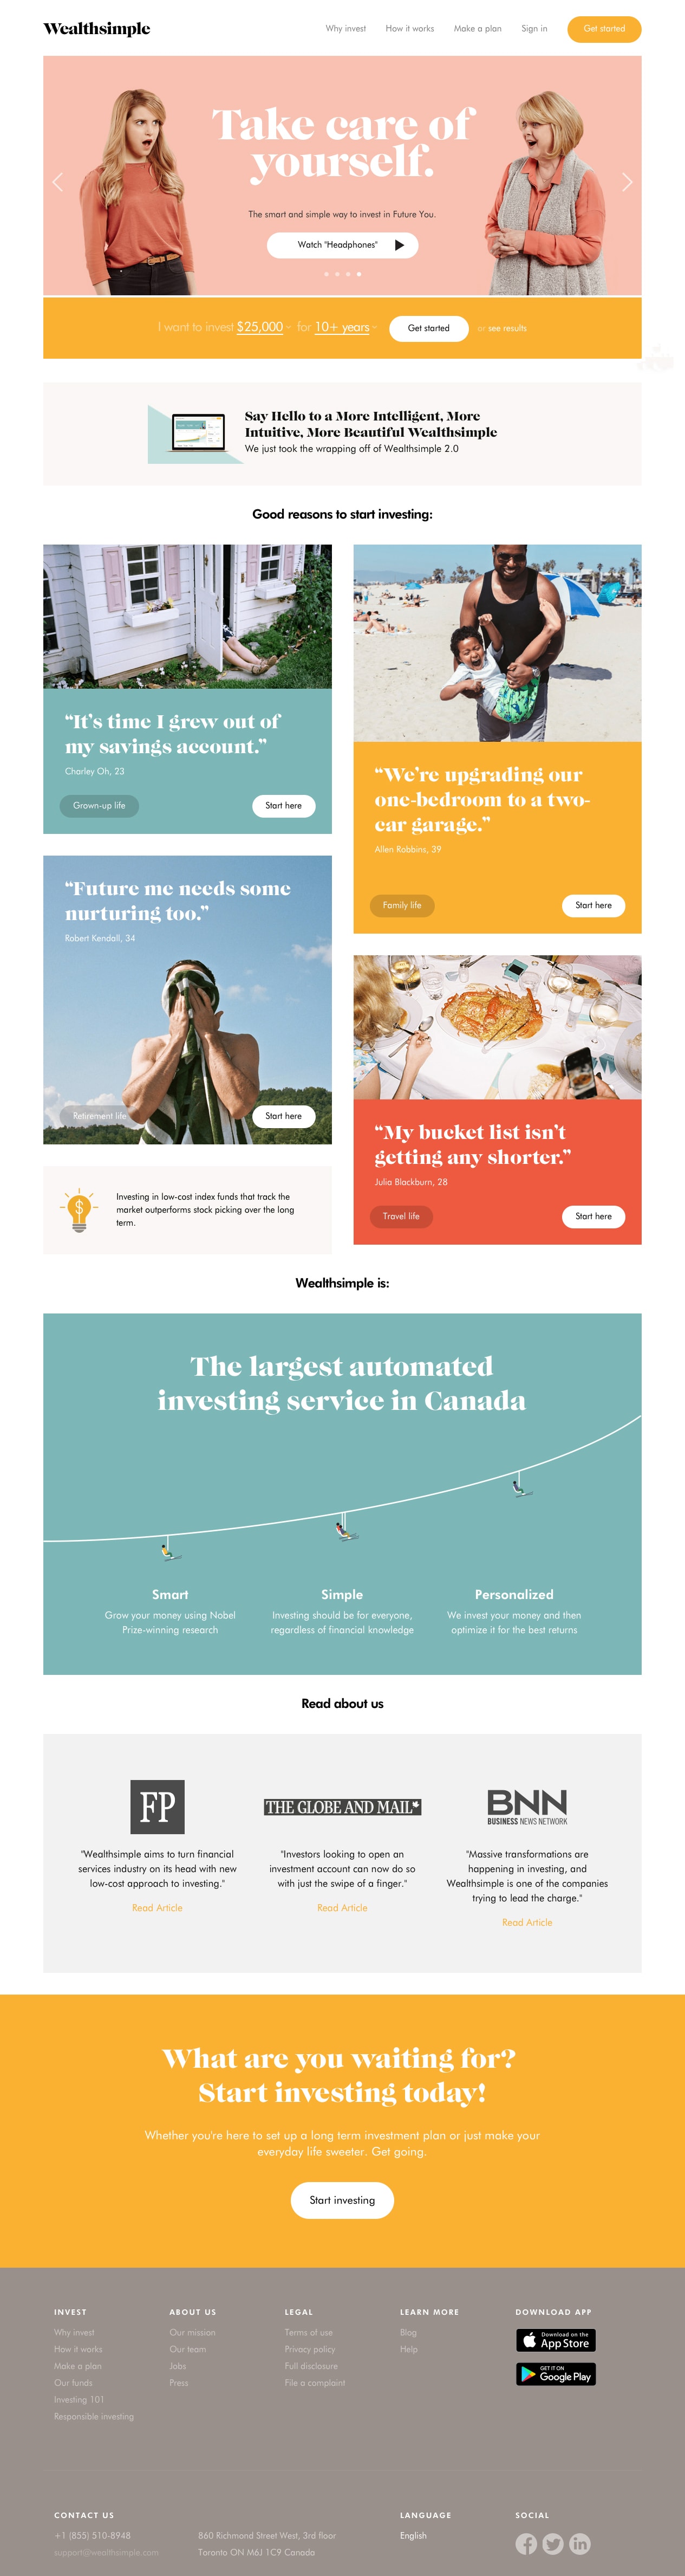 Wealthsimple
Why invest
How it works
Make a plan
Sign in
Get started
Take care of
yourself.
The smart and simple way to invest in Future You.
Watch "Headphones"
I want to invest $25,000 for 10+ years
Get started
or see results
Say Hello to a More Intelligent, More
Intuitive, More Beautiful Wealthsimple
We just took the wrapping off of Wealthsimple 2.0
Good reasons to start investing:
“It’s time I grew out of
my savings account.”
Charley Oh, 23
Grown-up life
Start here
“We’re upgrading our
one-bedroom to a two-
car garage.”
Allen Robbins, 39
Family life
Start here
“Future me needs some
nurturing too.”
Robert Kendall, 34
Retirement life
Start here
“My bucket list isn’t
getting any shorter.”
Julia Blackburn, 28
Travel life
Start here
$
Investing in low-cost index funds that track the
market outperforms stock picking over the long
term.
Wealthsimple is:
The largest automated
investing service in Canada
Smart
Grow your money using Nobel
Prize-winning research
Simple
Investing should be for everyone,
regardless of financial knowledge
Personalized
We invest your money and then
optimize it for the best returns
Read about us
FP
"Wealthsimple aims to turn financial
services industry on its head with new
low-cost approach to investing."
Read Article
THE GLOBE AND MAIL
"Investors looking to open an
investment account can now do so
with just the swipe of a finger."
Read Article
BNN
BUSINESS NEWS NETWORK
"Massive transformations are
happening in investing, and
Wealthsimple is one of the companies
trying to lead the charge."
Read Article
What are you waiting for?
Start investing today!
Whether you're here to set up a long term investment plan or just make your
everyday life sweeter. Get going.
Start investing
INVEST
Why invest
How it works
Make a plan
Our funds
Investing 101
Responsible investing
ABOUT US
Our mission
Our team
Jobs
Press
LEGAL
Terms of use
Privacy policy
Full disclosure
File a complaint
LEARN MORE
Blog
Help
DOWNLOAD APP
Download on the
App Store
GET IT ON
Google Play
CONTACT US
+1 (855) 510-8948
support@wealthsimple.com
860 Richmond Street West, 3rd floor
Toronto ON M6J 1C9 Canada
LANGUAGE
English
SOCIAL